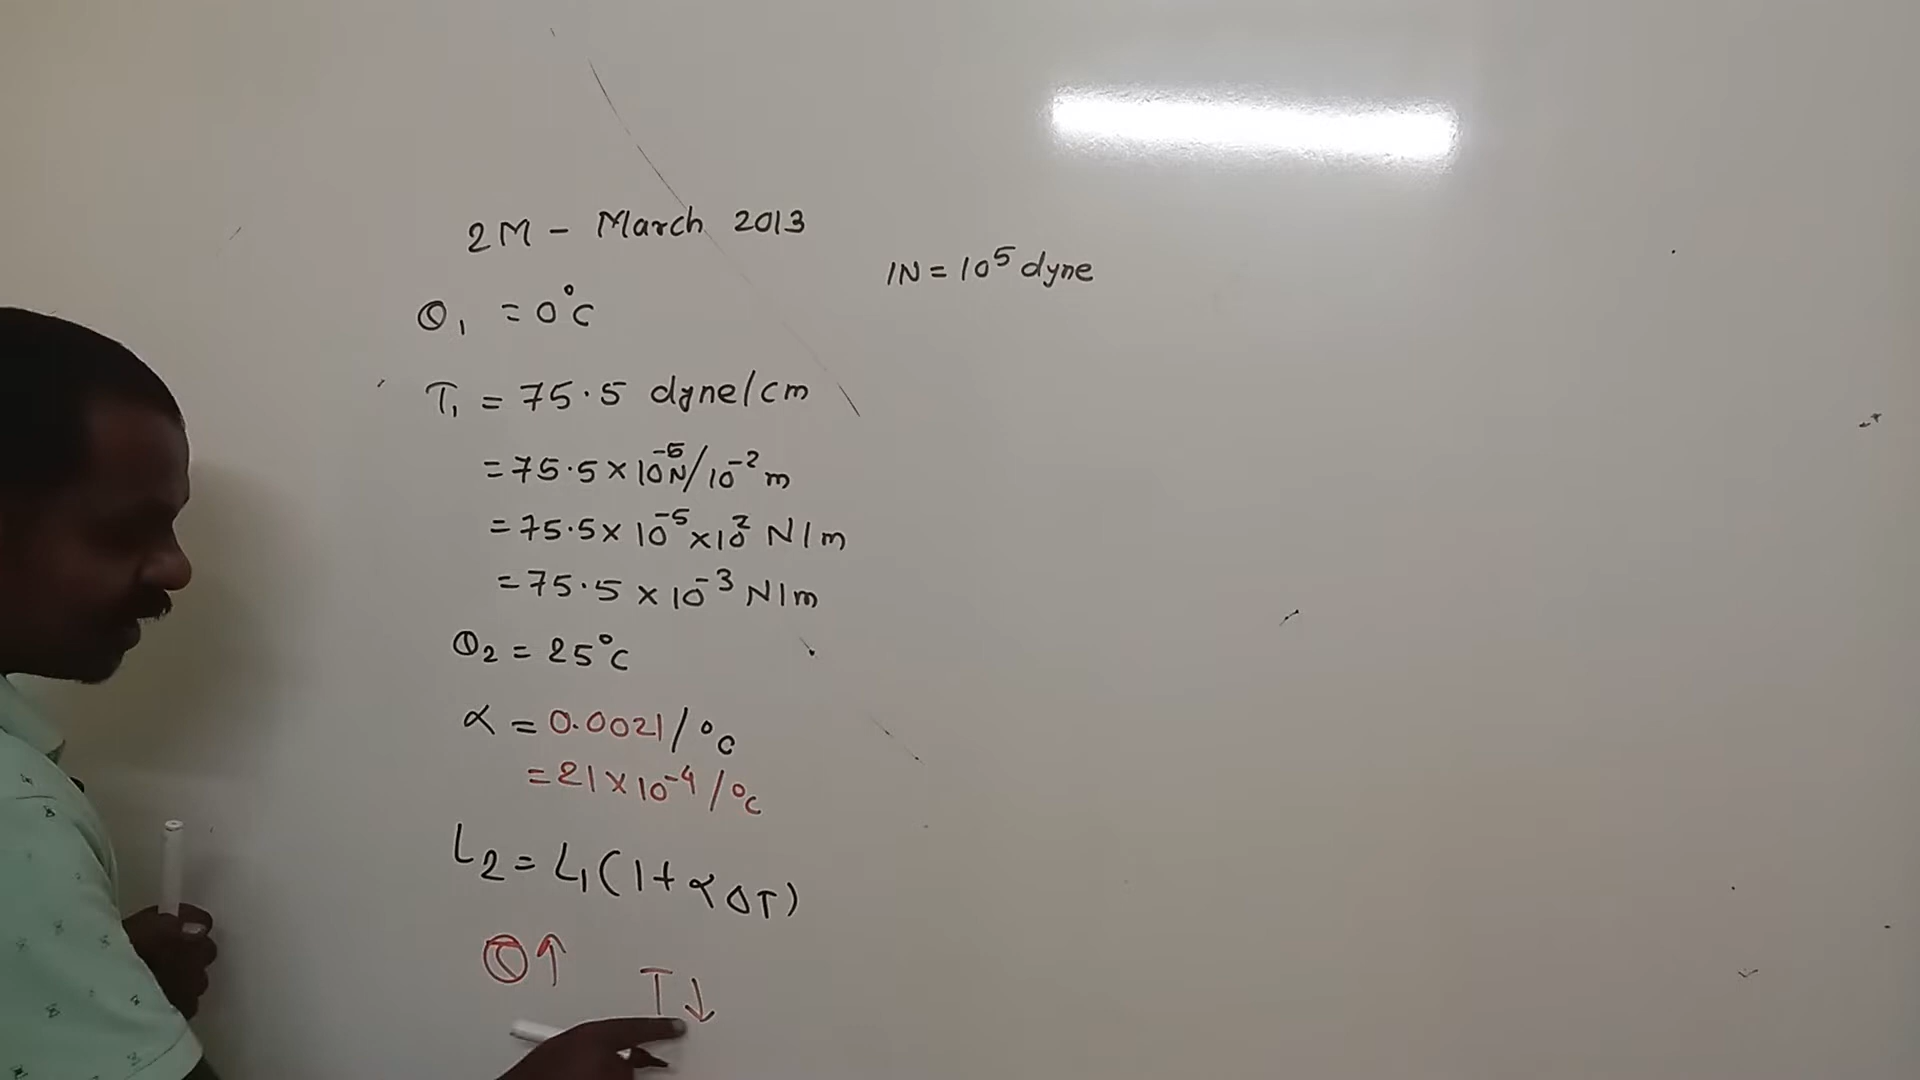 2M - March 2013
1N = 10⁵ dyne
θ₁ = 0°C
T₁ = 75.5 dyne/cm
= 75.5 × 10⁻⁵N/10⁻² m
= 75.5 × 10⁻⁵ × 10² N/m
= 75.5 × 10⁻³ N/m
θ₂ = 25°C
α = 0.0021/°C
= 21 × 10⁻⁴/°C
L₂ = L₁(1 + αΔT)
θ↑ T↓